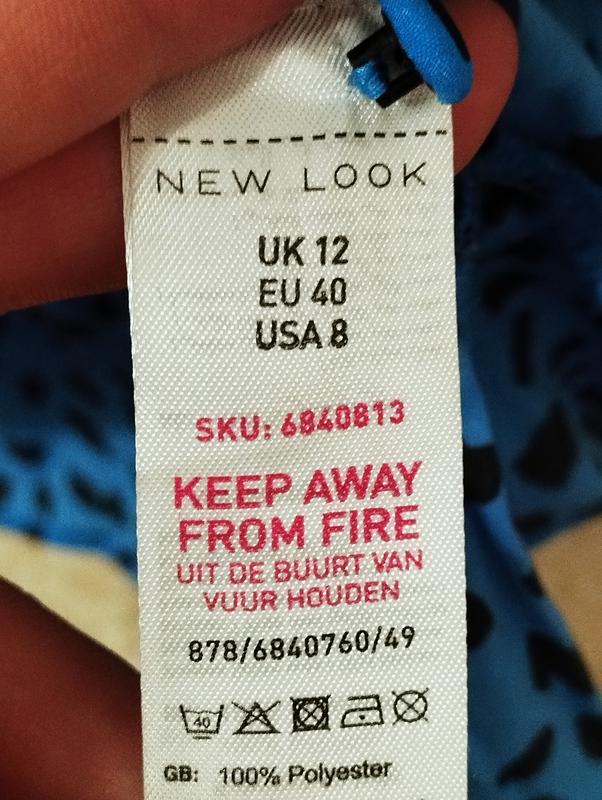 NEW LOOK
UK 12
EU 40
USA 8
SKU: 6840813
KEEP AWAY
FROM FIRE
UIT DE BUURT VAN
VUUR HOUDEN
878/6840760/49
40
GB: 100% Polyester